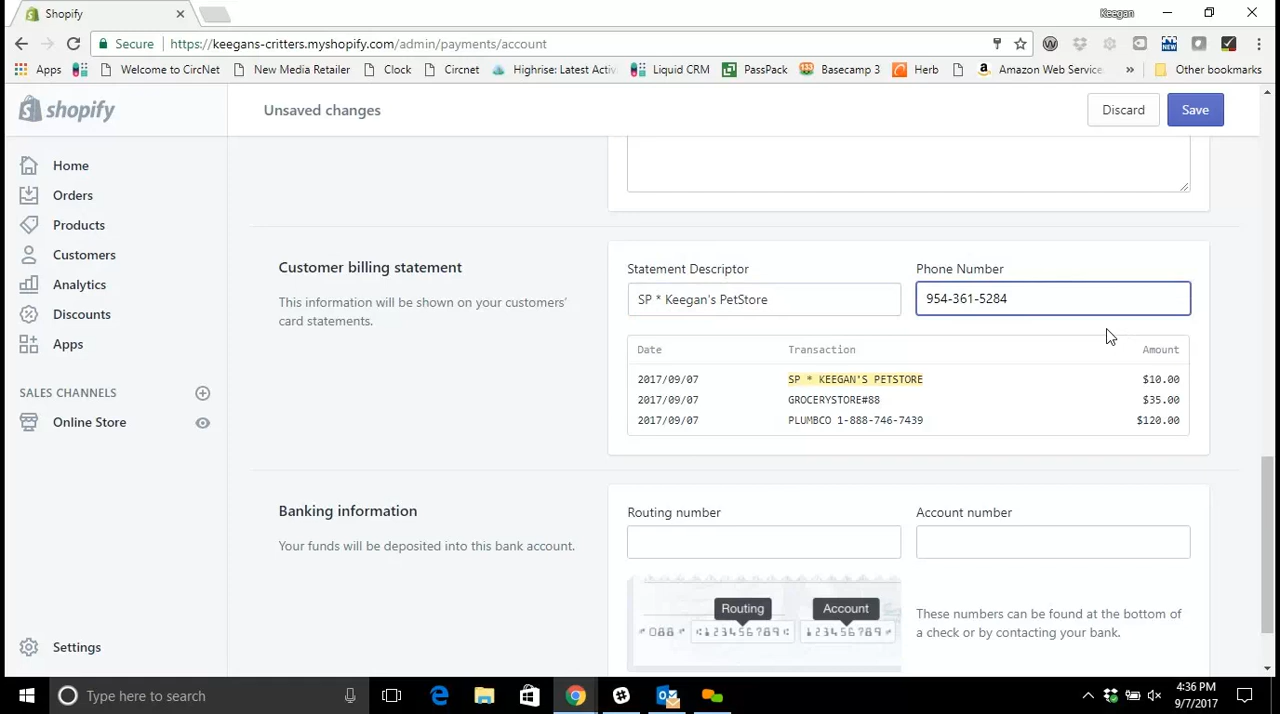 Shopify
Keegan
Secure https://keegans-critters.myshopify.com/admin/payments/account
Apps Welcome to CircNet New Media Retailer Clock Circnet Highrise: Latest Activi Liquid CRM PassPack Basecamp 3 Herb Amazon Web Service » Other bookmarks
shopify
Unsaved changes
Discard Save
Home
Orders
Products
Customers
Analytics
Discounts
Apps
SALES CHANNELS
Online Store
Settings
Customer billing statement
This information will be shown on your customers’
card statements.
Statement Descriptor Phone Number
SP * Keegan's PetStore 954-361-5284
Date Transaction Amount
2017/09/07 SP * KEEGAN'S PETSTORE $10.00
2017/09/07 GROCERYSTORE#88 $35.00
2017/09/07 PLUMBCO 1-888-746-7439 $120.00
Banking information
Your funds will be deposited into this bank account.
Routing number Account number
Routing Account
⑈088⑈ ⑆123456789⑆ 123456789⑈
These numbers can be found at the bottom of
a check or by contacting your bank.
Type here to search
4:36 PM
9/7/2017